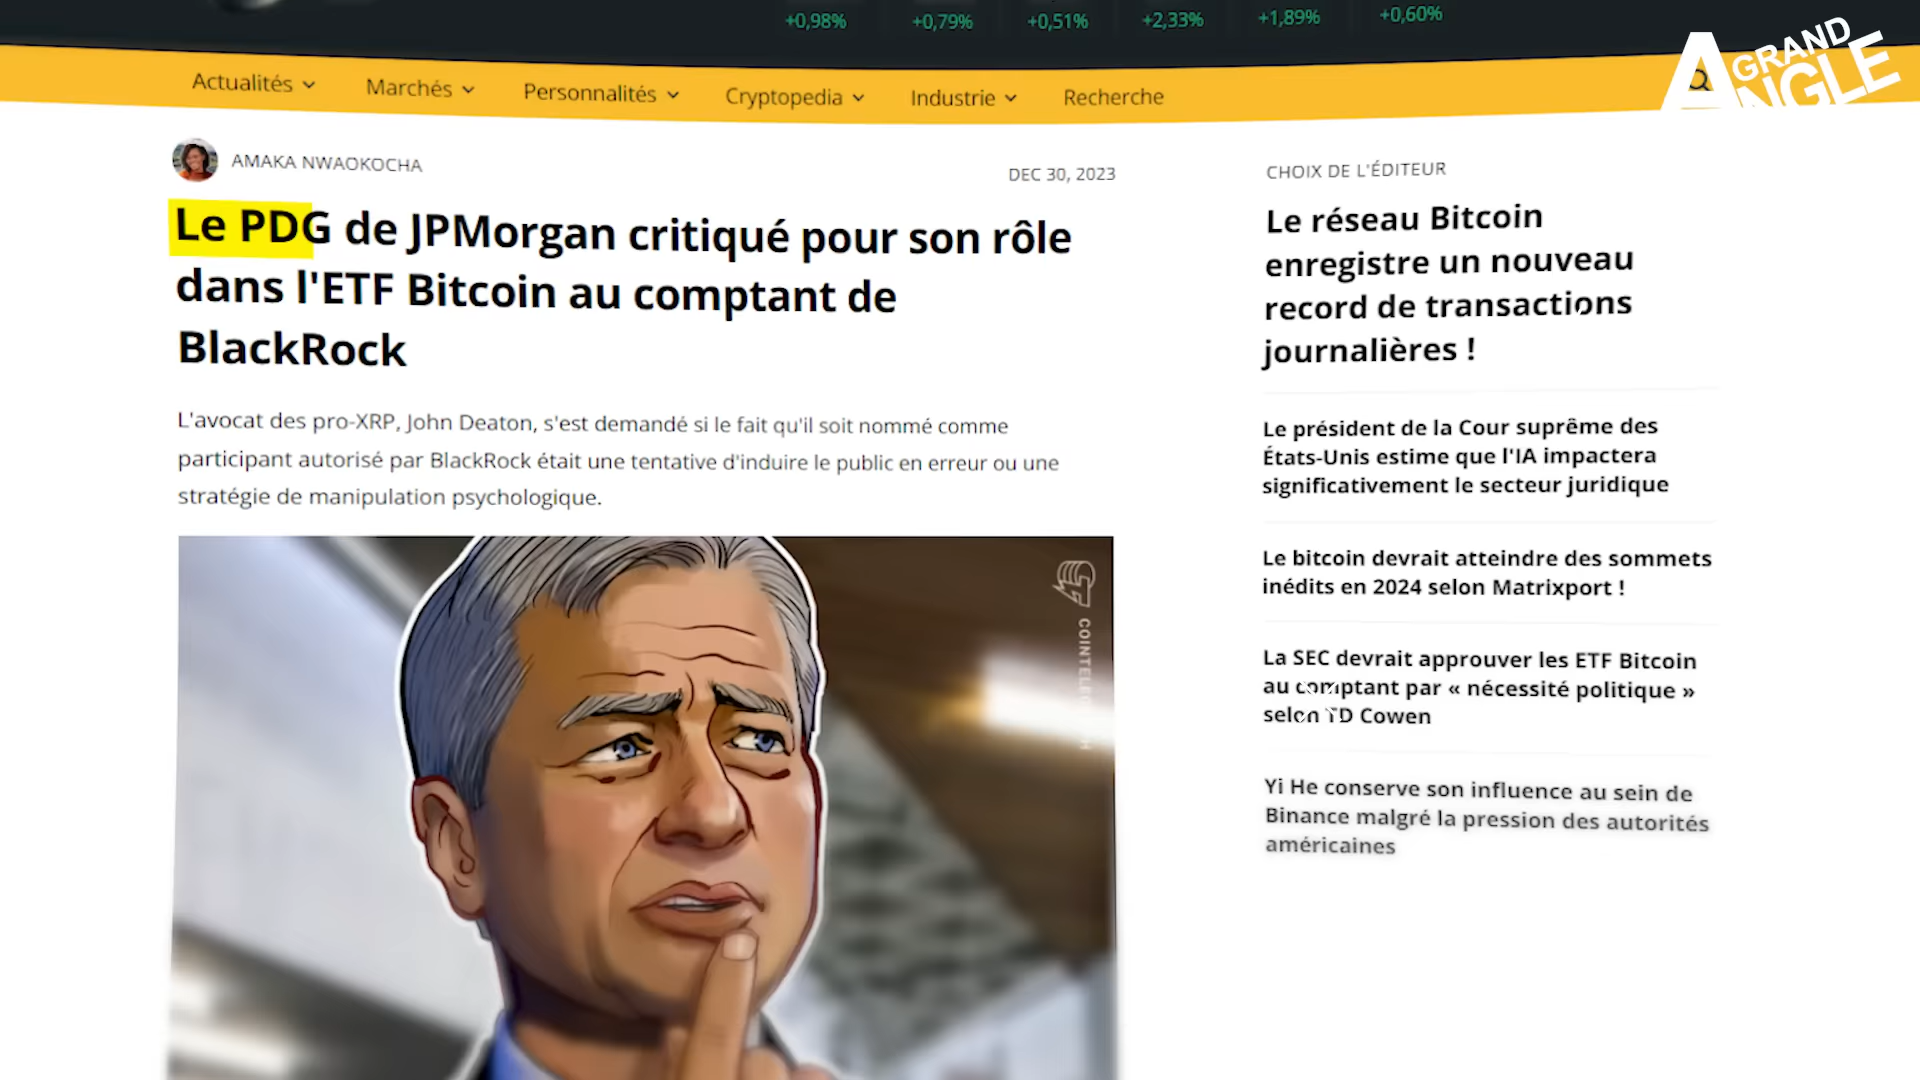 +0,98% +0,79% +0,51% +2,33% +1,89% +0,60%
GRAND
ANGLE
Actualités Marchés Personnalités Cryptopedia Industrie Recherche
AMAKA NWAOKOCHA
DEC 30, 2023
Le PDG de JPMorgan critiqué pour son rôle
dans l'ETF Bitcoin au comptant de
BlackRock
L'avocat des pro-XRP, John Deaton, s'est demandé si le fait qu'il soit nommé comme
participant autorisé par BlackRock était une tentative d'induire le public en erreur ou une
stratégie de manipulation psychologique.
CHOIX DE L'ÉDITEUR
Le réseau Bitcoin
enregistre un nouveau
record de transactions
journalières !
Le président de la Cour suprême des
États-Unis estime que l'IA impactera
significativement le secteur juridique
Le bitcoin devrait atteindre des sommets
inédits en 2024 selon Matrixport !
La SEC devrait approuver les ETF Bitcoin
au comptant par « nécessité politique »
selon TD Cowen
Yi He conserve son influence au sein de
Binance malgré la pression des autorités
américaines